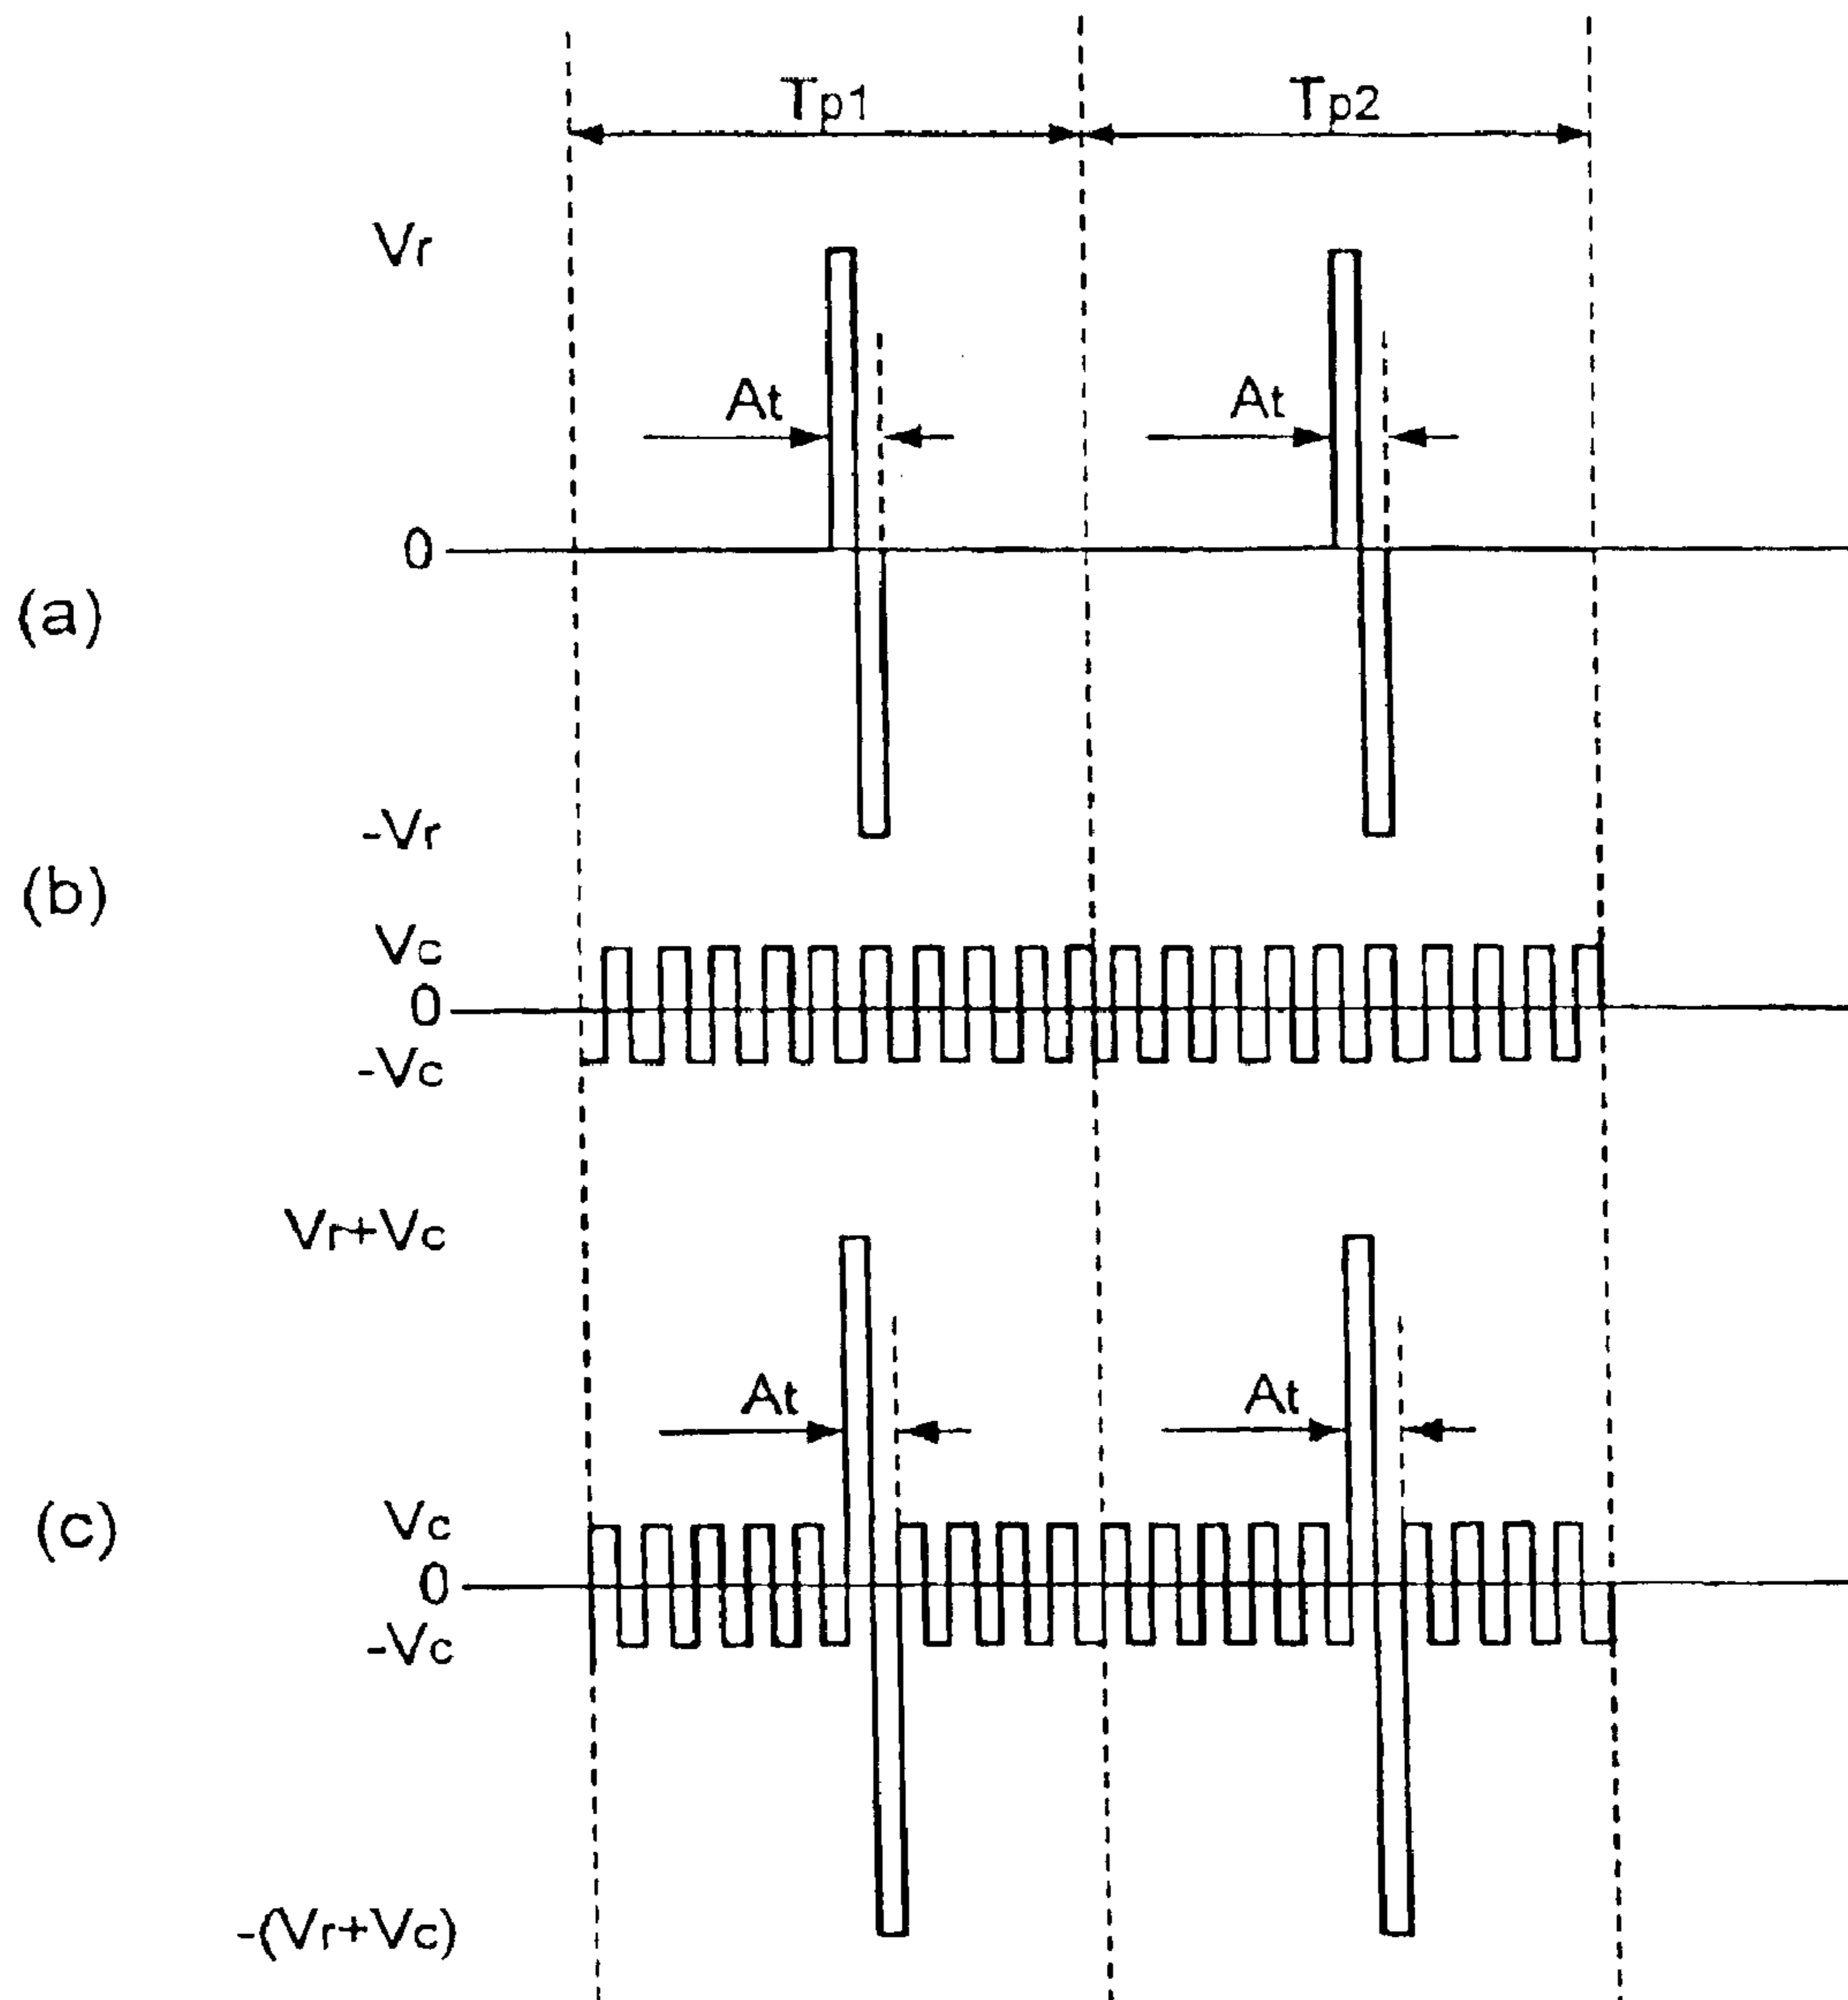 Tp1 Tp2
Vr
At At
0
(a)
-Vr
(b)
Vc
0
-Vc
Vr+Vc
At At
(c)
Vc
0
-Vc
-(Vr+Vc)